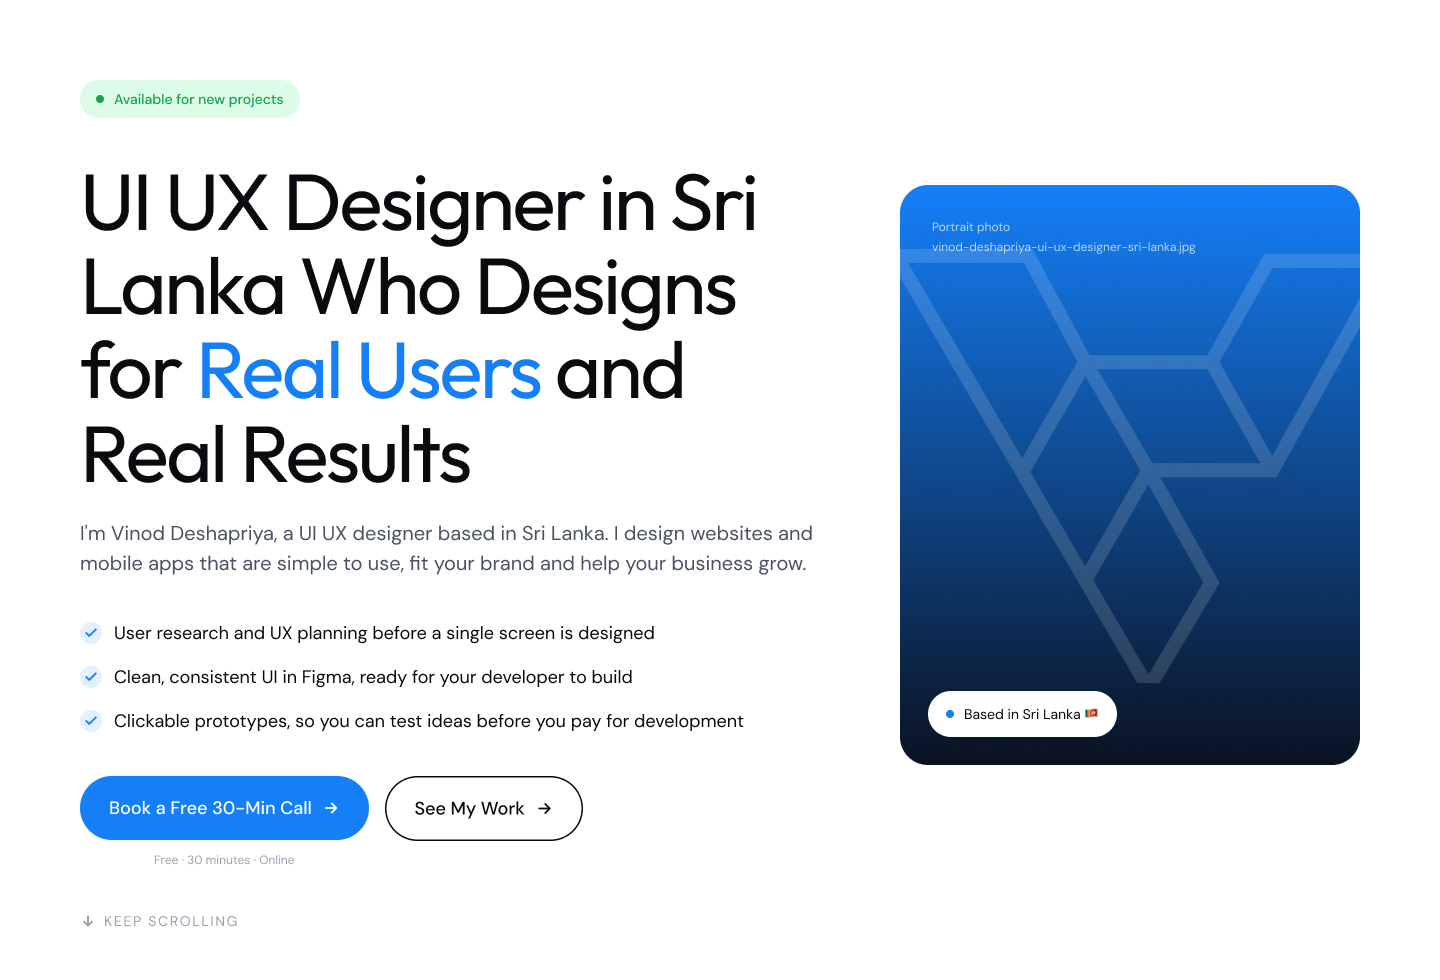 Available for new projects
UI UX Designer in Sri
Lanka Who Designs
for Real Users and
Real Results
I'm Vinod Deshapriya, a UI UX designer based in Sri Lanka. I design websites and
mobile apps that are simple to use, fit your brand and help your business grow.
User research and UX planning before a single screen is designed
Clean, consistent UI in Figma, ready for your developer to build
Clickable prototypes, so you can test ideas before you pay for development
Book a Free 30-Min Call →
See My Work →
Free · 30 minutes · Online
↓ KEEP SCROLLING
Portrait photo
vinod-deshapriya-ui-ux-designer-sri-lanka.jpg
Based in Sri Lanka 🇱🇰